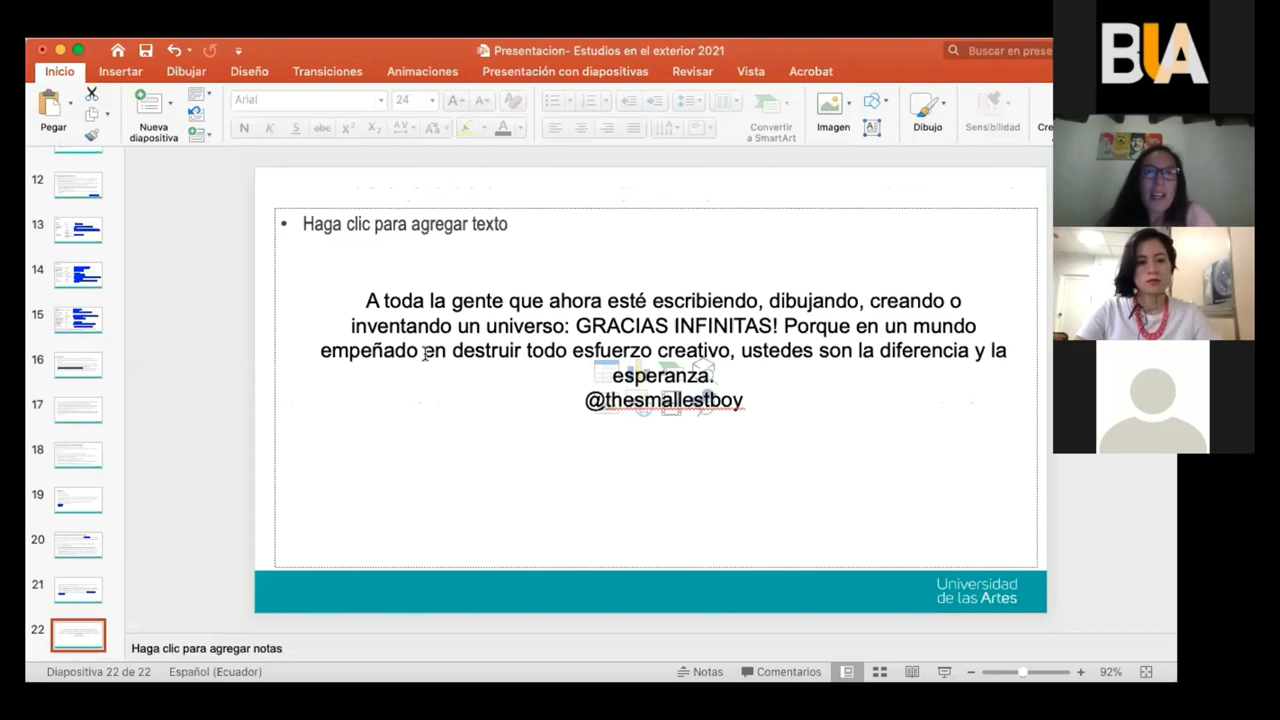 Presentacion- Estudios en el exterior 2021
Buscar en prese
Inicio
Insertar
Dibujar
Diseño
Transiciones
Animaciones
Presentación con diapositivas
Revisar
Vista
Acrobat
Pegar
Nueva
diapositiva
Arial
24
N K S abc X² X₂
Convertir
a SmartArt
Imagen
Dibujo
Sensibilidad
Cre
BUA
12
13
14
15
16
17
18
19
20
21
22
• Haga clic para agregar texto
A toda la gente que ahora esté escribiendo, dibujando, creando o
inventando un universo: GRACIAS INFINITAS! Porque en un mundo
empeñado en destruir todo esfuerzo creativo, ustedes son la diferencia y la
esperanza.
@thesmallestboy
Universidad
de las Artes
Haga clic para agregar notas
Diapositiva 22 de 22
Español (Ecuador)
Notas
Comentarios
92%